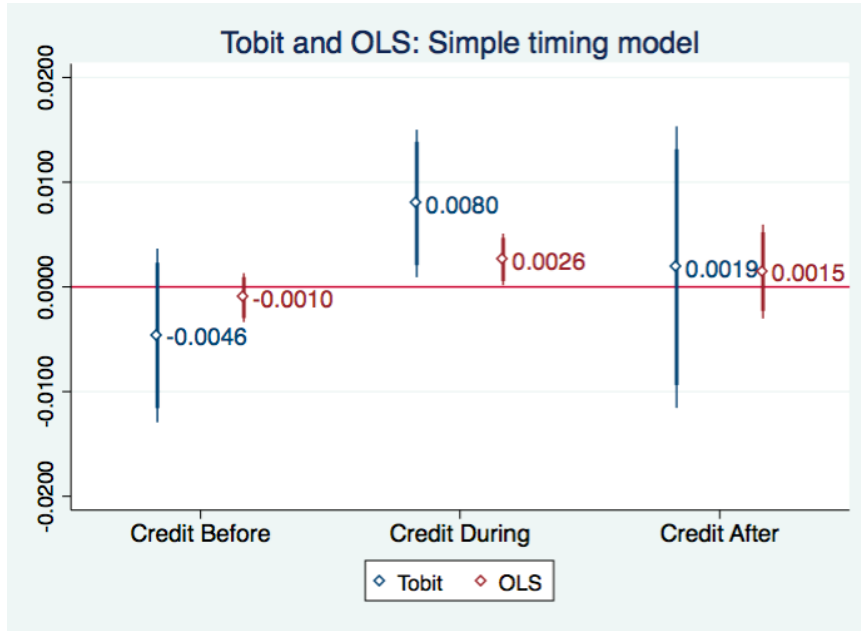 Tobit and OLS: Simple timing model
0.0200
0.0100
0.0000
-0.0100
-0.0200
-0.0046
-0.0010
0.0080
0.0026
0.0019
0.0015
Credit Before
Credit During
Credit After
Tobit
OLS